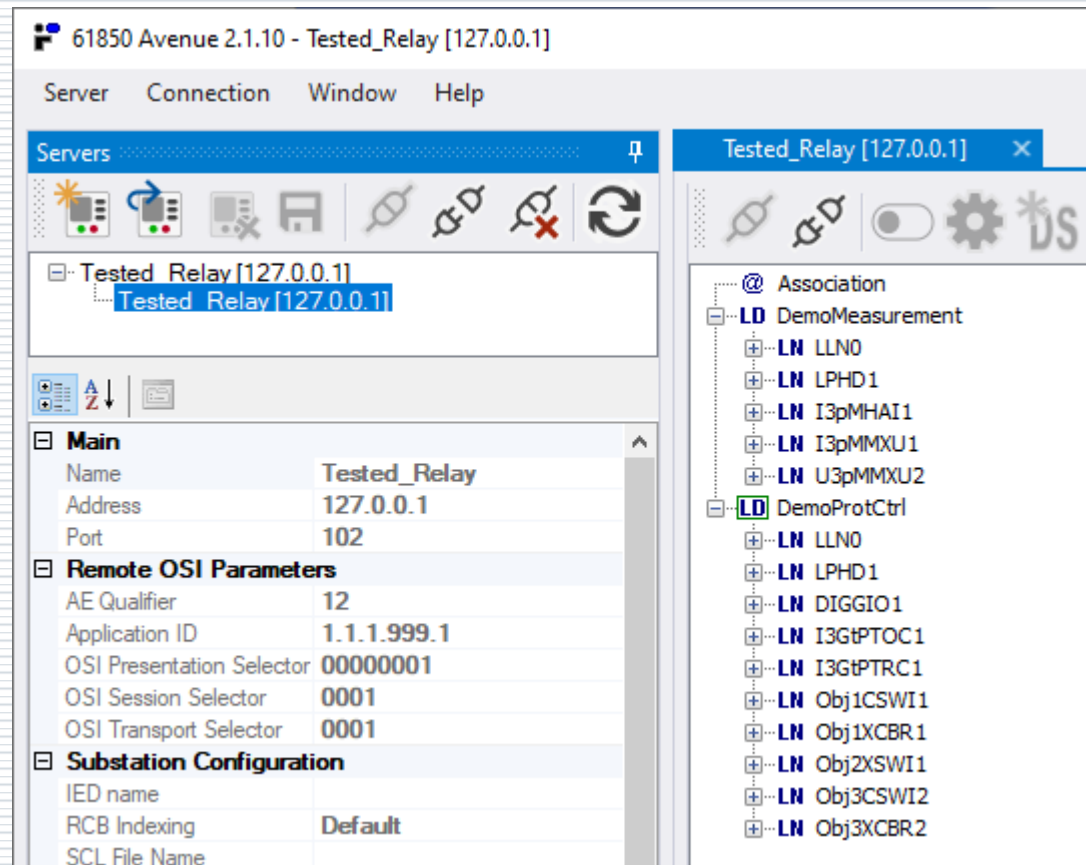 61850 Avenue 2.1.10 - Tested_Relay [127.0.0.1]
Server Connection Window Help
Servers
Tested_Relay [127.0.0.1]
Tested_Relay [127.0.0.1]
Main
Name Tested_Relay
Address 127.0.0.1
Port 102
Remote OSI Parameters
AE Qualifier 12
Application ID 1.1.1.999.1
OSI Presentation Selector 00000001
OSI Session Selector 0001
OSI Transport Selector 0001
Substation Configuration
IED name
RCB Indexing Default
SCL File Name
Tested_Relay [127.0.0.1]
DS
@ Association
LD DemoMeasurement
LN LLN0
LN LPHD1
LN I3pMHAI1
LN I3pMMXU1
LN U3pMMXU2
LD DemoProtCtrl
LN LLN0
LN LPHD1
LN DIGGIO1
LN I3GtPTOC1
LN I3GtPTRC1
LN Obj1CSWI1
LN Obj1XCBR1
LN Obj2XSWI1
LN Obj3CSWI2
LN Obj3XCBR2